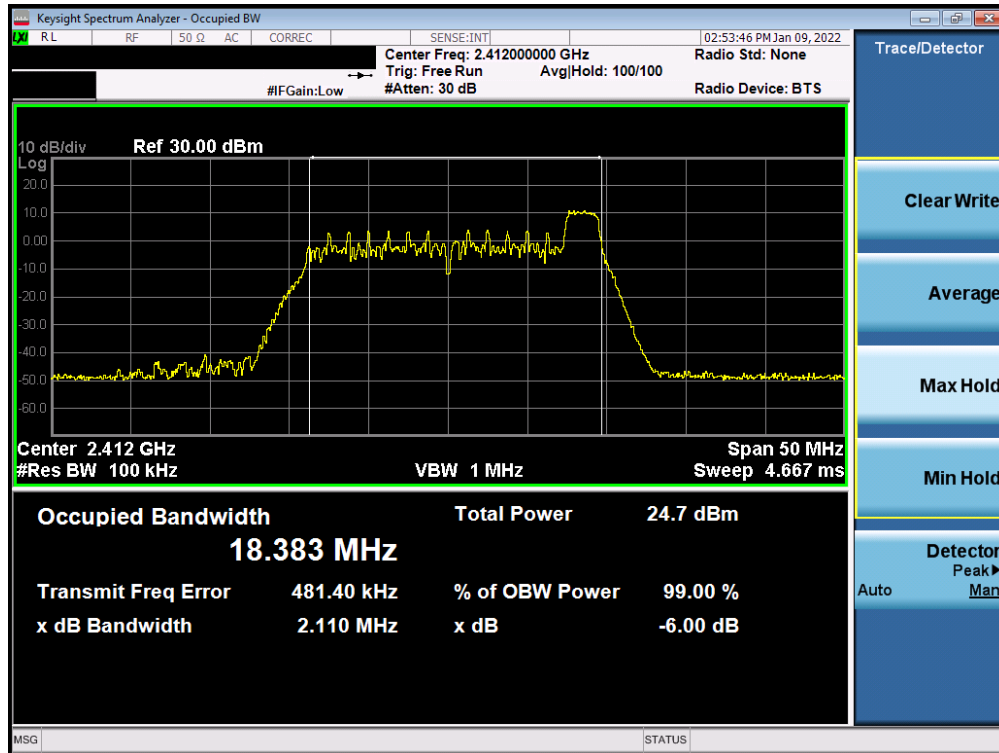 Keysight Spectrum Analyzer - Occupied BW
LXI RL RF 50 Ω AC CORREC SENSE:INT 02:53:46 PM Jan 09, 2022
Center Freq: 2.412000000 GHz Radio Std: None
Trig: Free Run Avg|Hold: 100/100
#IFGain:Low #Atten: 30 dB Radio Device: BTS
10 dB/div Ref 30.00 dBm
Log
20.0
10.0
0.00
-10.0
-20.0
-30.0
-40.0
-50.0
-60.0
Center 2.412 GHz Span 50 MHz
#Res BW 100 kHz VBW 1 MHz Sweep 4.667 ms
Occupied Bandwidth Total Power 24.7 dBm
18.383 MHz
Transmit Freq Error 481.40 kHz % of OBW Power 99.00 %
x dB Bandwidth 2.110 MHz x dB -6.00 dB
MSG STATUS
Trace/Detector
Clear Write
Average
Max Hold
Min Hold
Detector
Peak▶
Auto Man